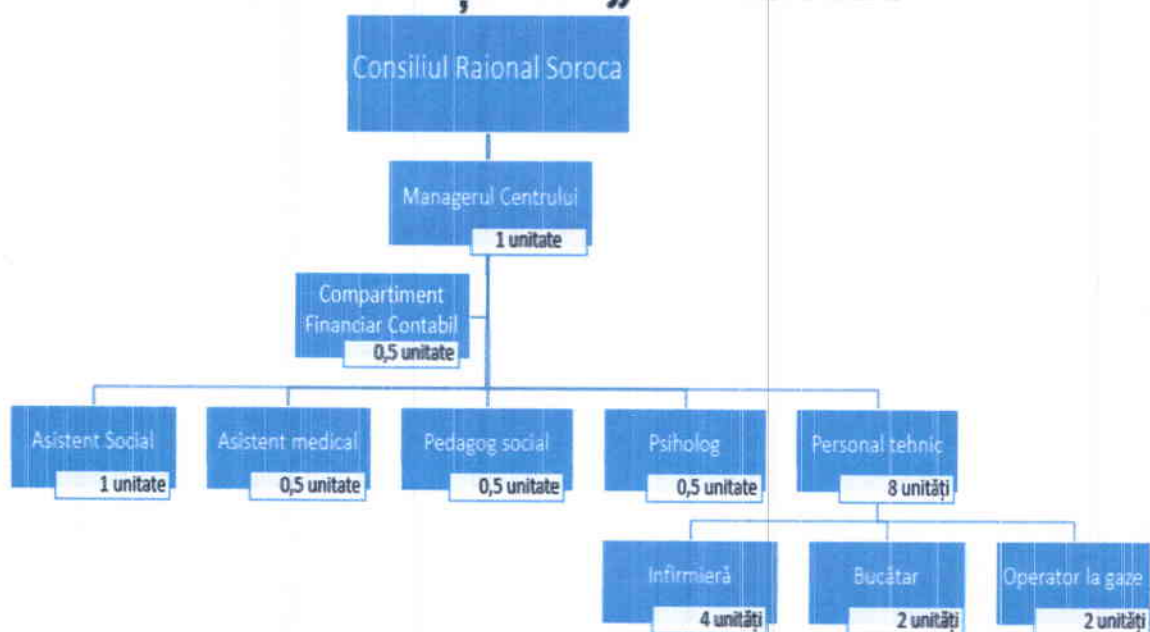 Consiliul Raional Soroca
Managerul Centrului
1 unitate
Compartiment
Financiar Contabil
0,5 unitate
Asistent Social
1 unitate
Asistent medical
0,5 unitate
Pedagog social
0,5 unitate
Psiholog
0,5 unitate
Personal tehnic
8 unități
Infirmieră
4 unități
Bucătar
2 unități
Operator la gaze
2 unități